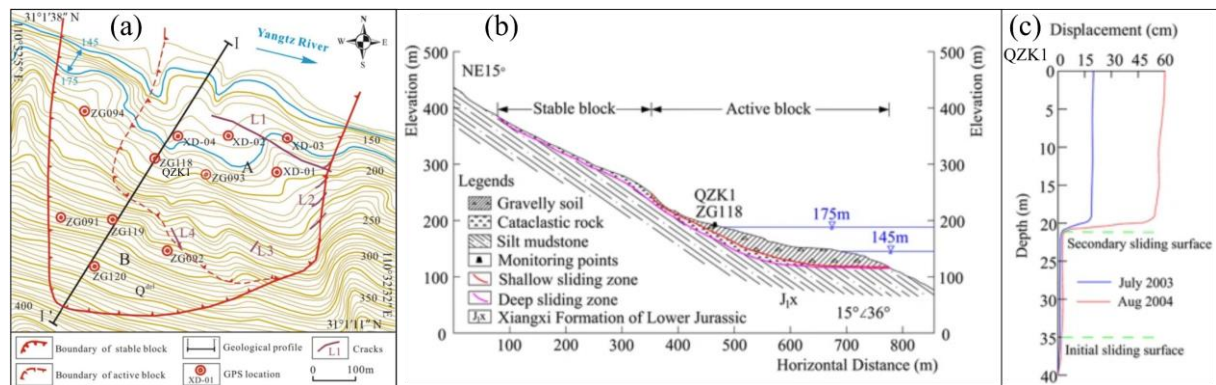 (a)
31°1′38″ N
110°32′5″ E
145
175
Yangtz River
N
W
E
S
I
ZG094
L1
XD-04
XD-02
XD-03
150
ZG118
QZK1
A
ZG093
XD-01
200
L2
ZG091
ZG119
L4
250
ZG092
L3
B
ZG120
300
Q
350
400
I'
110°32′32″ E
31°1′11″ N
Boundary of stable block
Geological profile
L1
Cracks
Boundary of active block
XD-01
GPS location
0
100m
(b)
500
500
NE15°
Stable block
Active block
400
400
300
300
Legends
Gravelly soil
Cataclastic rock
Silt mudstone
Monitoring points
Shallow sliding zone
Deep sliding zone
J₁x
Xiangxi Formation of Lower Jurassic
QZK1
ZG118
175m
145m
200
200
100
100
J₁x
15°∠36°
0
0
100 200 300 400 500 600 700 800
Horizontal Distance (m)
Elevation (m)
Elevation (m)
(c)
Displacement (cm)
QZK1
0 15 30 45 60
0
5
10
15
20
Secondary sliding surface
25
July 2003
Aug 2004
30
35
Initial sliding surface
40
Depth (m)